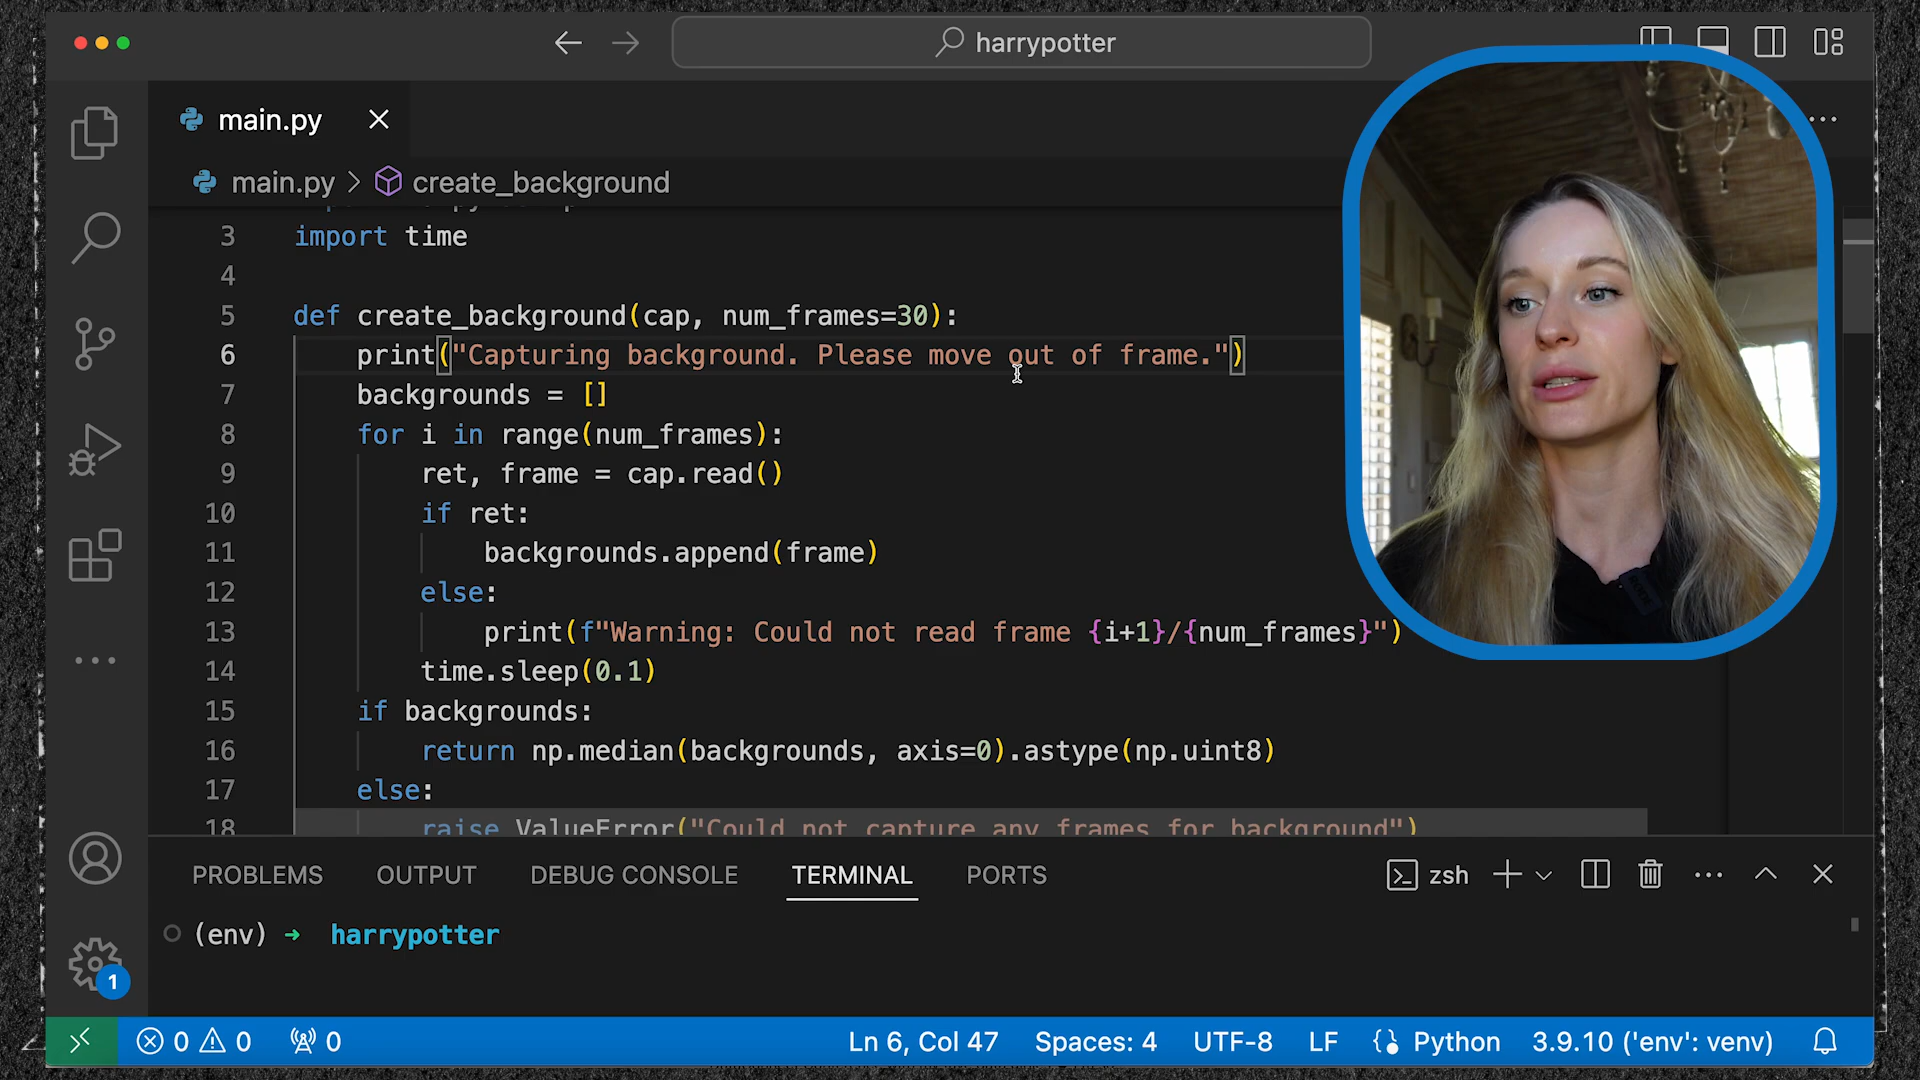 harrypotter
main.py
main.py > create_background
3 import time
4
5 def create_background(cap, num_frames=30):
6 print("Capturing background. Please move out of frame.")
7 backgrounds = []
8 for i in range(num_frames):
9 ret, frame = cap.read()
10 if ret:
11 backgrounds.append(frame)
12 else:
13 print(f"Warning: Could not read frame {i+1}/{num_frames}")
14 time.sleep(0.1)
15 if backgrounds:
16 return np.median(backgrounds, axis=0).astype(np.uint8)
17 else:
18 raise ValueError("Could not capture any frames for background")
PROBLEMS OUTPUT DEBUG CONSOLE TERMINAL PORTS zsh
(env) → harrypotter
1
0 0 0 Ln 6, Col 47 Spaces: 4 UTF-8 LF Python 3.9.10 ('env': venv)